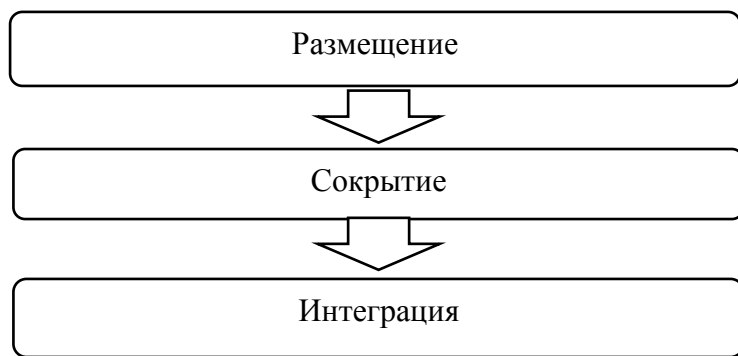 Размещение
Сокрытие
Интеграция